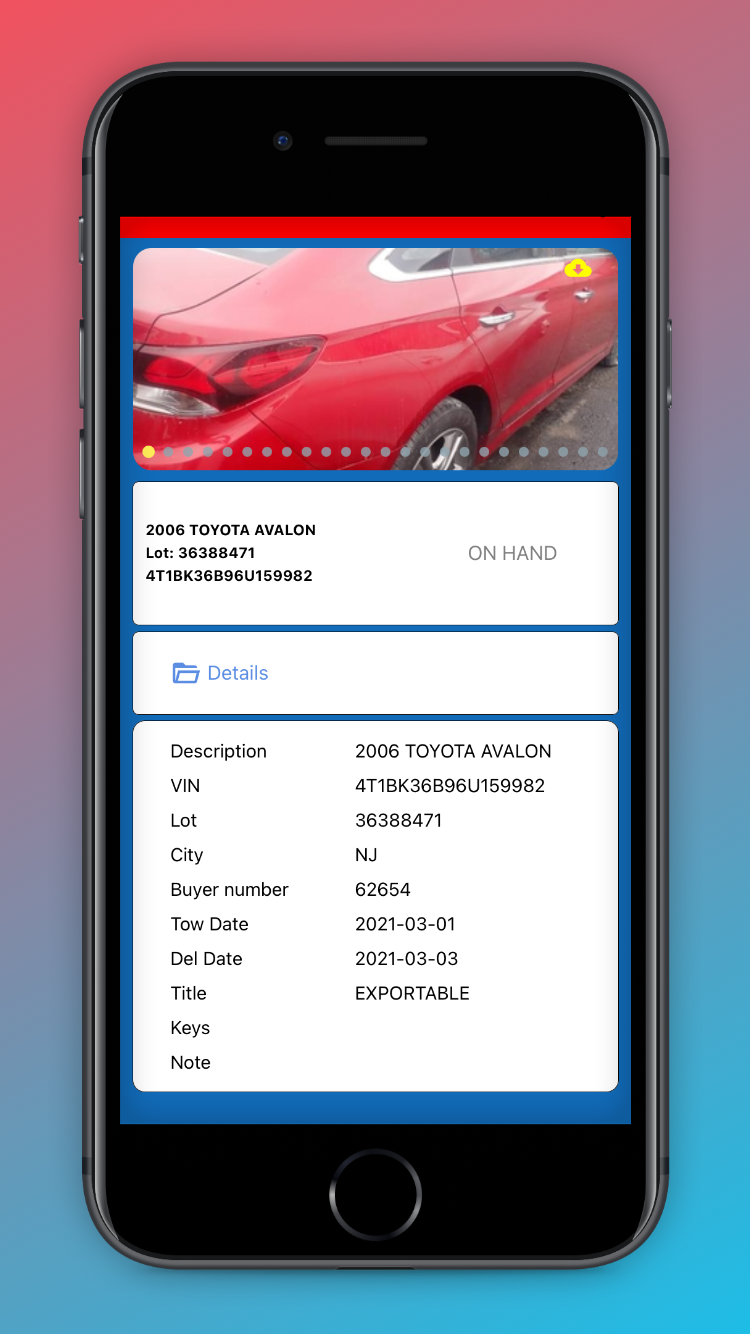 2006 TOYOTA AVALON
Lot: 36388471
4T1BK36B96U159982
ON HAND
Details
Description 2006 TOYOTA AVALON
VIN 4T1BK36B96U159982
Lot 36388471
City NJ
Buyer number 62654
Tow Date 2021-03-01
Del Date 2021-03-03
Title EXPORTABLE
Keys
Note